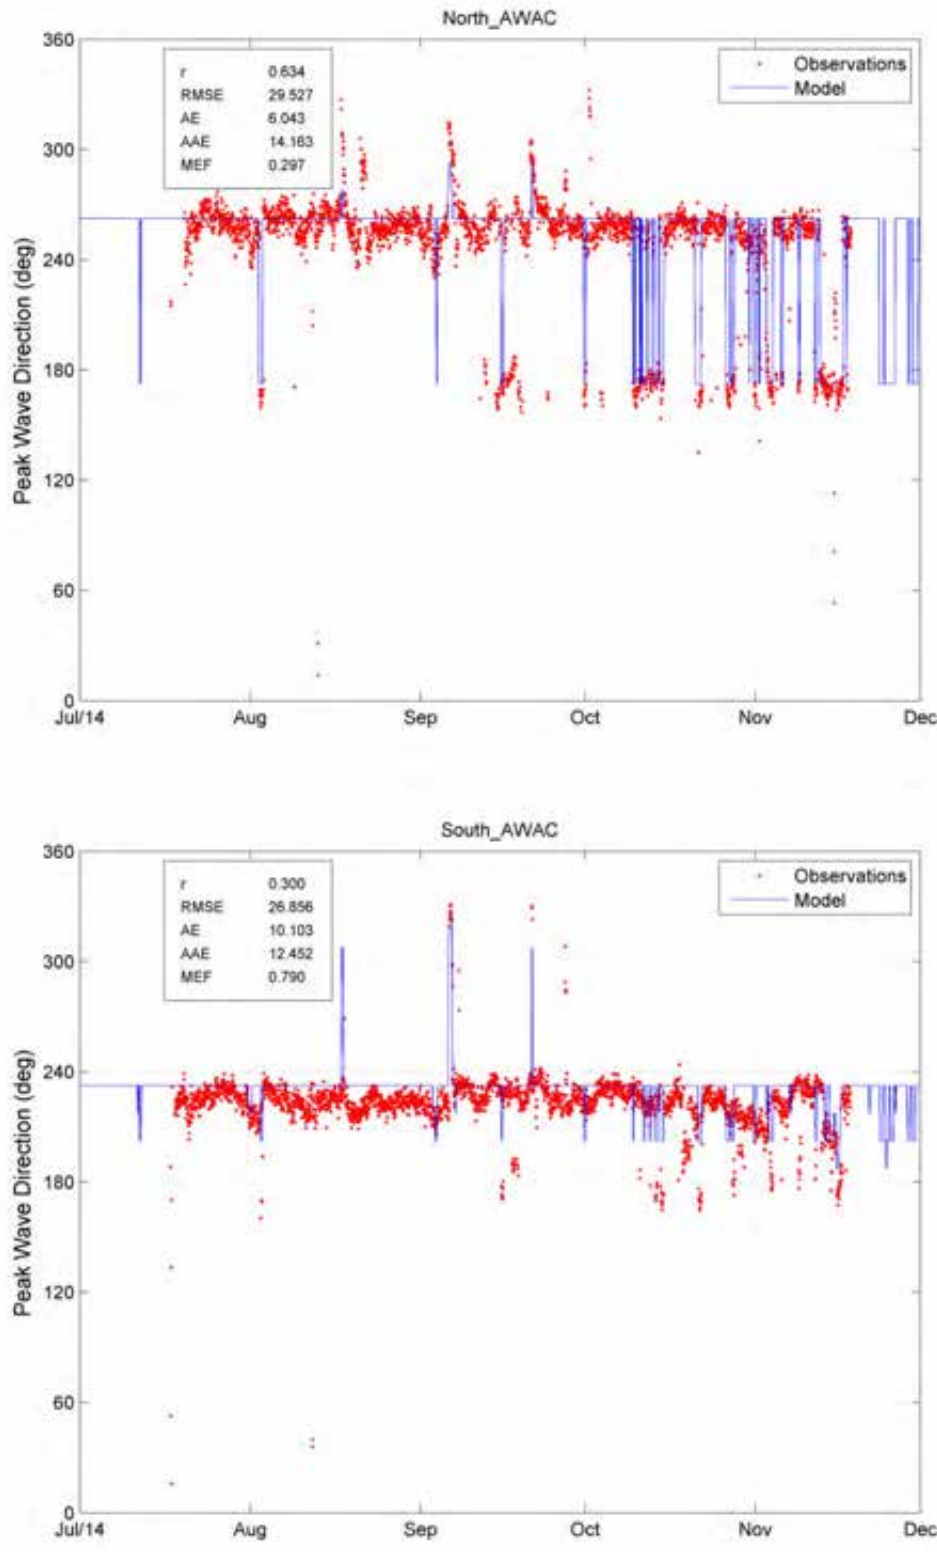 North_AWAC
360
r 0.634
RMSE 29.527
AE 6.043
AAE 14.163
MEF 0.297
Observations
Model
300
240
180
120
60
0
Peak Wave Direction (deg)
Jul/14 Aug Sep Oct Nov Dec
South_AWAC
360
r 0.300
RMSE 26.856
AE 10.103
AAE 12.452
MEF 0.790
Observations
Model
300
240
180
120
60
0
Peak Wave Direction (deg)
Jul/14 Aug Sep Oct Nov Dec